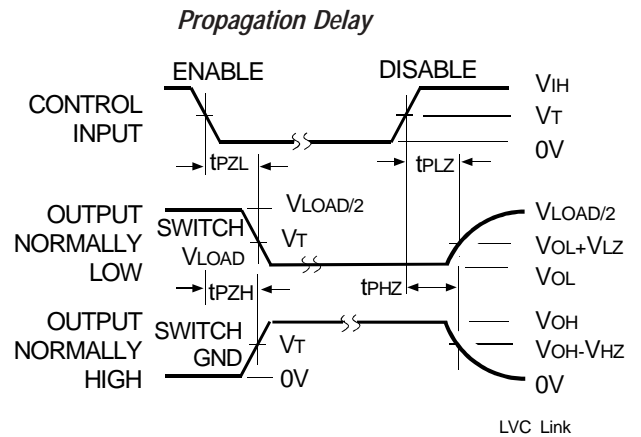 Propagation Delay
ENABLE
DISABLE
CONTROL
INPUT
VIH
VT
0V
tPZL
tPLZ
OUTPUT
NORMALLY
LOW
SWITCH
VLOAD
VLOAD/2
VT
VLOAD/2
VOL+VLZ
VOL
tPZH
tPHZ
OUTPUT
NORMALLY
HIGH
SWITCH
GND
VT
0V
VOH
VOH-VHZ
0V
LVC Link